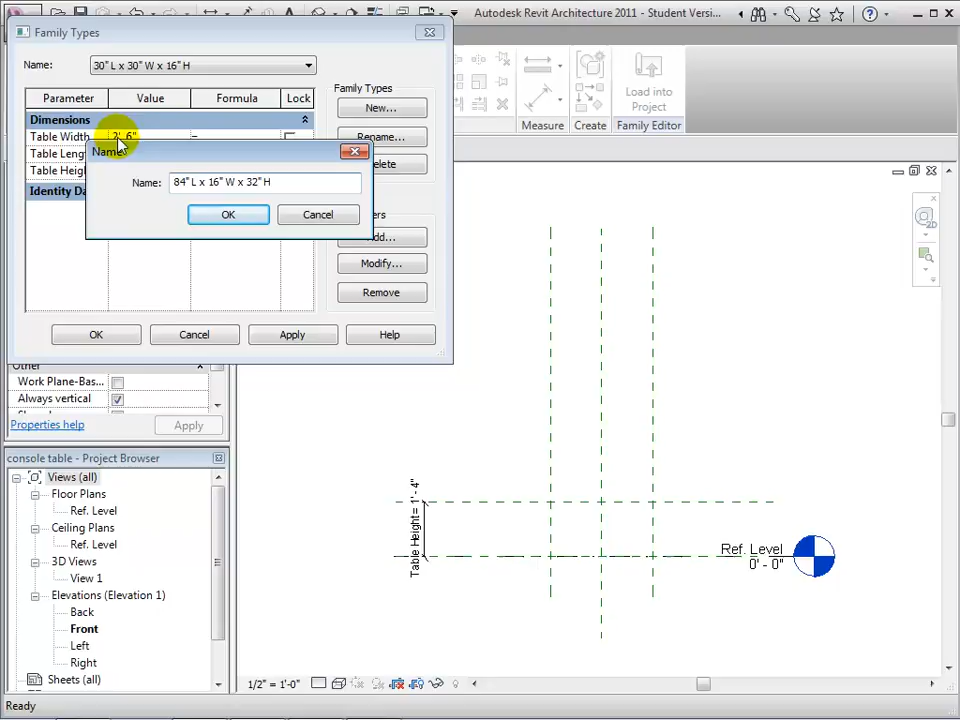 Autodesk Revit Architecture 2011 - Student Versi...
Family Types
Name: 30" L x 30" W x 16" H
Parameter Value Formula Lock
Dimensions
Table Width 2' 6" =
Table Leng
Table Heigh
Identity Da
Family Types
New...
Rename...
elete
ers
dd...
Modify...
Remove
Name
Name: 84" L x 16" W x 32" H
OK Cancel
OK Cancel Apply Help
Load into
Project
Measure Create Family Editor
Other
Work Plane-Bas...
Always vertical
Properties help Apply
console table - Project Browser
Views (all)
Floor Plans
Ref. Level
Ceiling Plans
Ref. Level
3D Views
View 1
Elevations (Elevation 1)
Back
Front
Left
Right
Sheets (all)
Table Height = 1' - 4"
Ref. Level
0' - 0"
2D
1/2" = 1'-0"
Ready